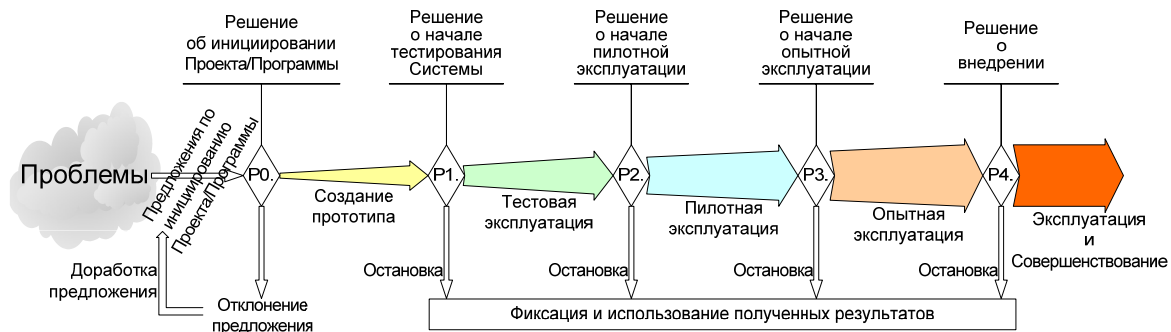 Решение
об инициировании
Проекта/Программы
Решение
о начале
тестирования
Системы
Решение
о начале
пилотной
эксплуатации
Решение
о начале
опытной
эксплуатации
Решение
о
внедрении
Проблемы
Предложения по
инициированию
Проекта/Программы
P0.
P1.
P2.
P3.
P4.
Создание
прототипа
Тестовая
эксплуатация
Пилотная
эксплуатация
Опытная
эксплуатация
Эксплуатация
и
Совершенствование
Доработка
предложения
Отклонение
предложения
Остановка
Остановка
Остановка
Остановка
Фиксация и использование полученных результатов